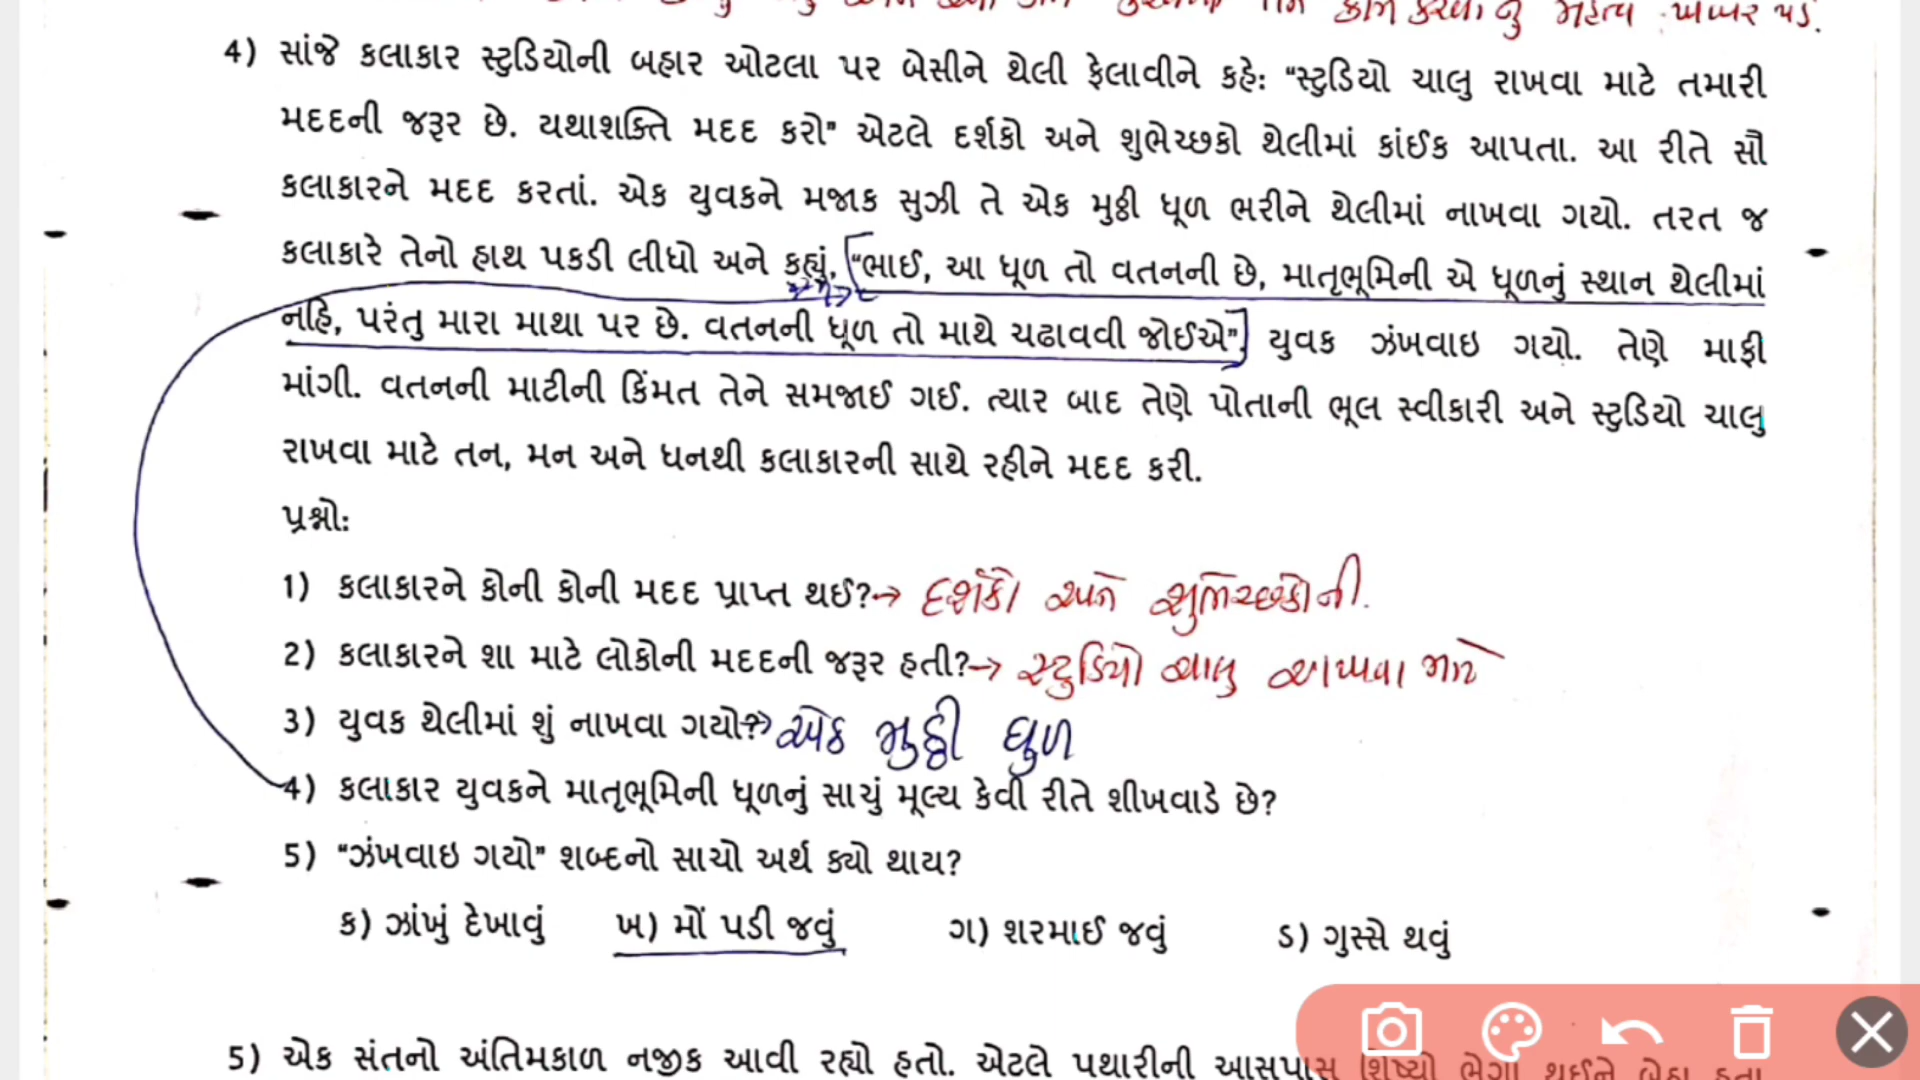 કામ કરવાનું મહત્વ
4) સાંજે કલાકાર સ્ટુડિયોની બહાર ઓટલા પર બેસીને થેલી ફેલાવીને કહેઃ “સ્ટુડિયો ચાલુ રાખવા માટે તમારી
મદદની જરૂર છે. યથાશક્તિ મદદ કરો” એટલે દર્શકો અને શુભેચ્છકો થેલીમાં કાંઈક આપતા. આ રીતે સૌ
કલાકારને મદદ કરતાં. એક યુવકને મજાક સુઝી તે એક મુઠ્ઠી ધૂળ ભરીને થેલીમાં નાખવા ગયો. તરત જ
કલાકારે તેનો હાથ પકડી લીધો અને કહ્યું, “ભાઈ, આ ધૂળ તો વતનની છે, માતૃભૂમિની એ ધૂળનું સ્થાન થેલીમાં
નહિ, પરંતુ મારા માથા પર છે. વતનની ધૂળ તો માથે ચઢાવવી જોઈએ”, યુવક ઝંખવાઇ ગયો. તેણે માફી
માંગી. વતનની માટીની કિંમત તેને સમજાઈ ગઈ. ત્યાર બાદ તેણે પોતાની ભૂલ સ્વીકારી અને સ્ટુડિયો ચાલુ
રાખવા માટે તન, મન અને ધનથી કલાકારની સાથે રહીને મદદ કરી.
પ્રશ્નોઃ
1) કલાકારને કોની કોની મદદ પ્રાપ્ત થઈ?→ દર્શકો અને શુભેચ્છકોની.
2) કલાકારને શા માટે લોકોની મદદની જરૂર હતી?→ સ્ટુડિયો ચાલુ રાખવા માટે
3) યુવક થેલીમાં શું નાખવા ગયો?→ એક મુઠ્ઠી ધુળ
4) કલાકાર યુવકને માતૃભૂમિની ધૂળનું સાચું મૂલ્ય કેવી રીતે શીખવાડે છે?
5) “ઝંખવાઇ ગયો” શબ્દનો સાચો અર્થ ક્યો થાય?
ક) ઝાંખું દેખાવું ખ) મોં પડી જવું ગ) શરમાઈ જવું ડ) ગુસ્સે થવું
5) એક સંતનો અંતિમકાળ નજીક આવી રહ્યો હતો. એટલે પથારીની આસપાસ શિષ્યો ભેગા થઈને બેઠા હતા